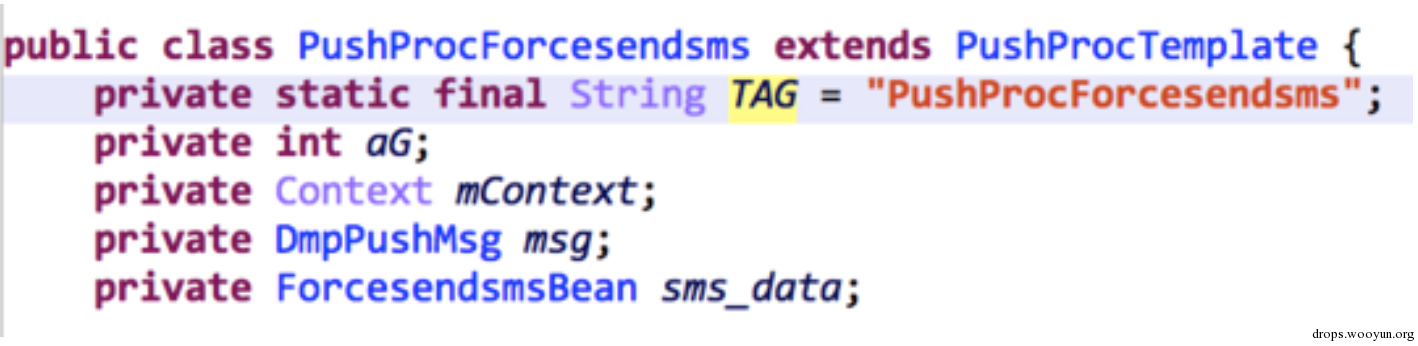 public class PushProcForcesendsms extends PushProcTemplate {
private static final String TAG = "PushProcForcesendsms";
private int aG;
private Context mContext;
private DmpPushMsg msg;
private ForcesendsmsBean sms_data;
drops.wooyun.org